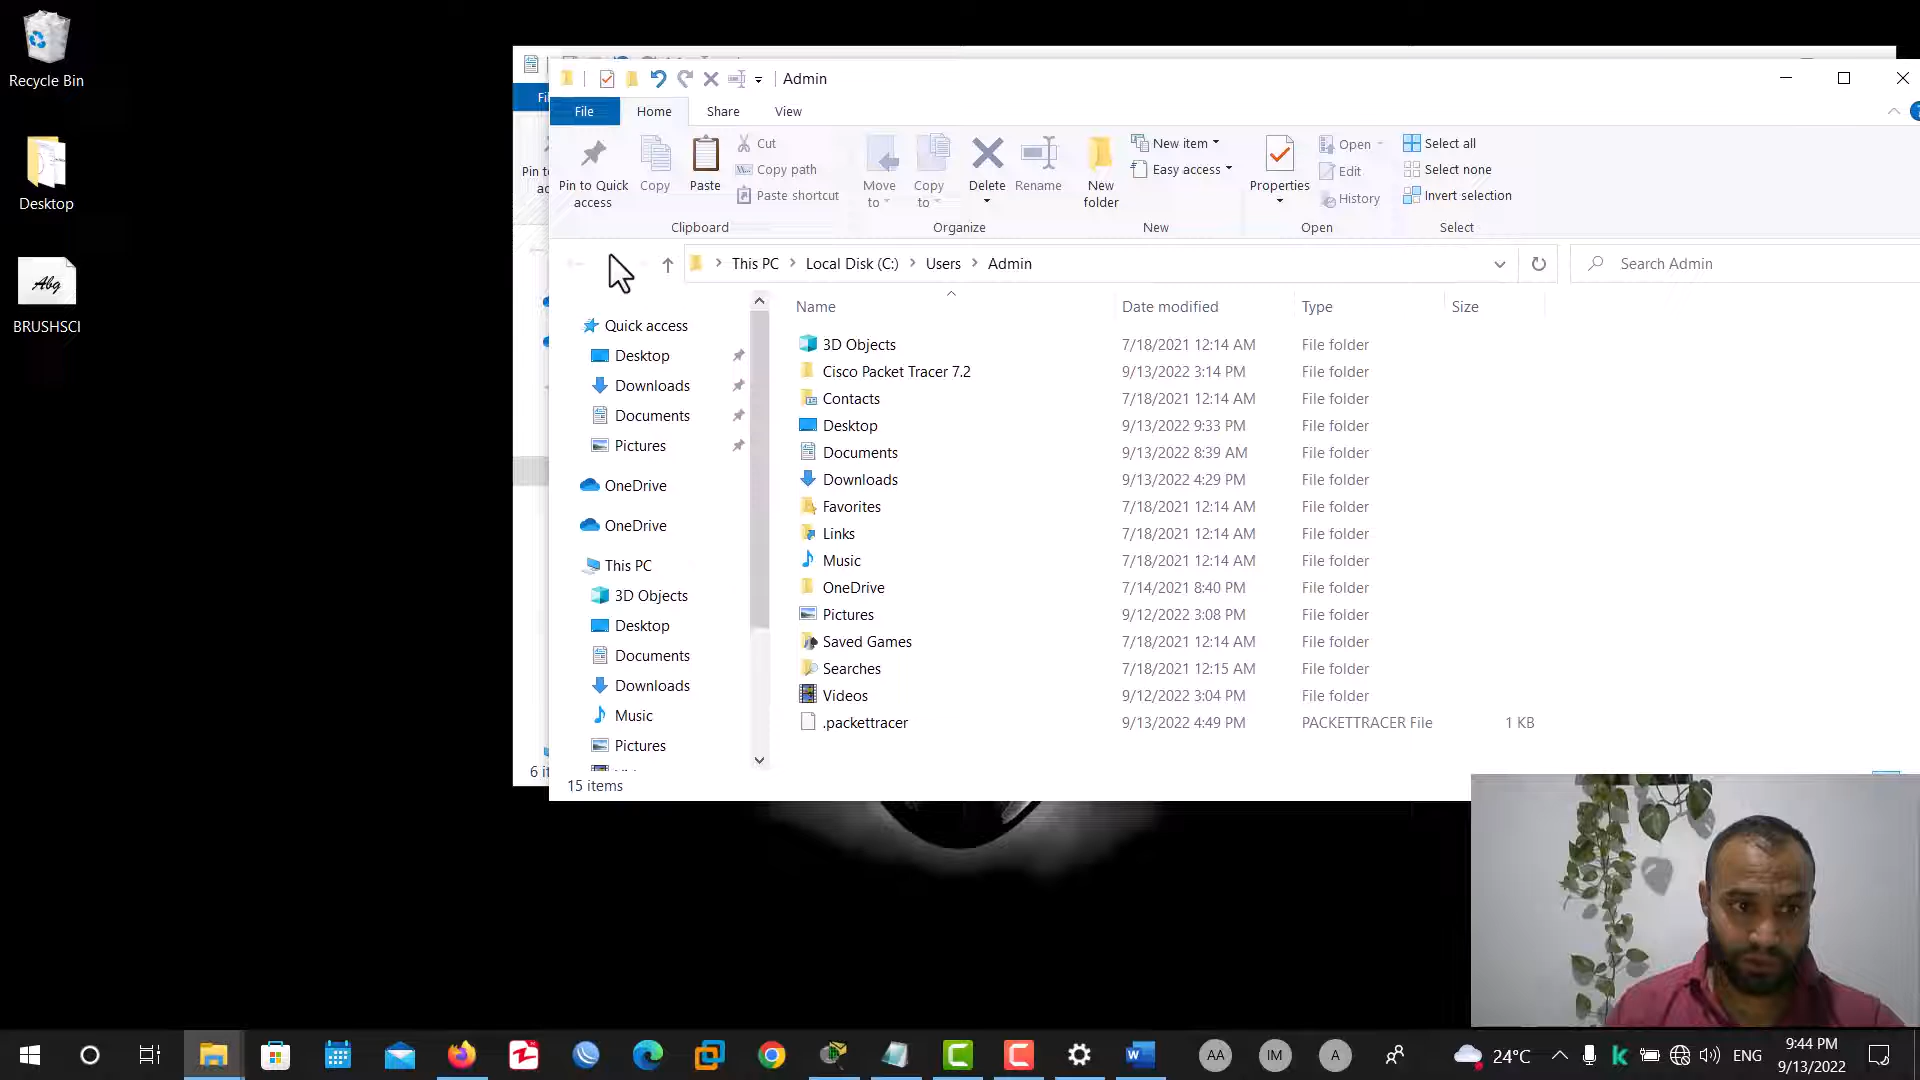 Recycle Bin
Desktop
Abg
BRUSHSCI
Admin
File Home Share View
Pin to Quick access
Copy
Paste
Cut
Copy path
Paste shortcut
Clipboard
Move to
Copy to
Delete
Rename
Organize
New folder
New item
Easy access
New
Properties
Open
Edit
History
Open
Select all
Select none
Invert selection
Select
This PC > Local Disk (C:) > Users > Admin
Search Admin
Quick access
Desktop
Downloads
Documents
Pictures
OneDrive
OneDrive
This PC
3D Objects
Desktop
Documents
Downloads
Music
Pictures
Name Date modified Type Size
3D Objects 7/18/2021 12:14 AM File folder
Cisco Packet Tracer 7.2 9/13/2022 3:14 PM File folder
Contacts 7/18/2021 12:14 AM File folder
Desktop 9/13/2022 9:33 PM File folder
Documents 9/13/2022 8:39 AM File folder
Downloads 9/13/2022 4:29 PM File folder
Favorites 7/18/2021 12:14 AM File folder
Links 7/18/2021 12:14 AM File folder
Music 7/18/2021 12:14 AM File folder
OneDrive 7/14/2021 8:40 PM File folder
Pictures 9/12/2022 3:08 PM File folder
Saved Games 7/18/2021 12:14 AM File folder
Searches 7/18/2021 12:15 AM File folder
Videos 9/12/2022 3:04 PM File folder
.packettracer 9/13/2022 4:49 PM PACKETTRACER File 1 KB
15 items
AA IM A
24°C
ENG
9:44 PM
9/13/2022